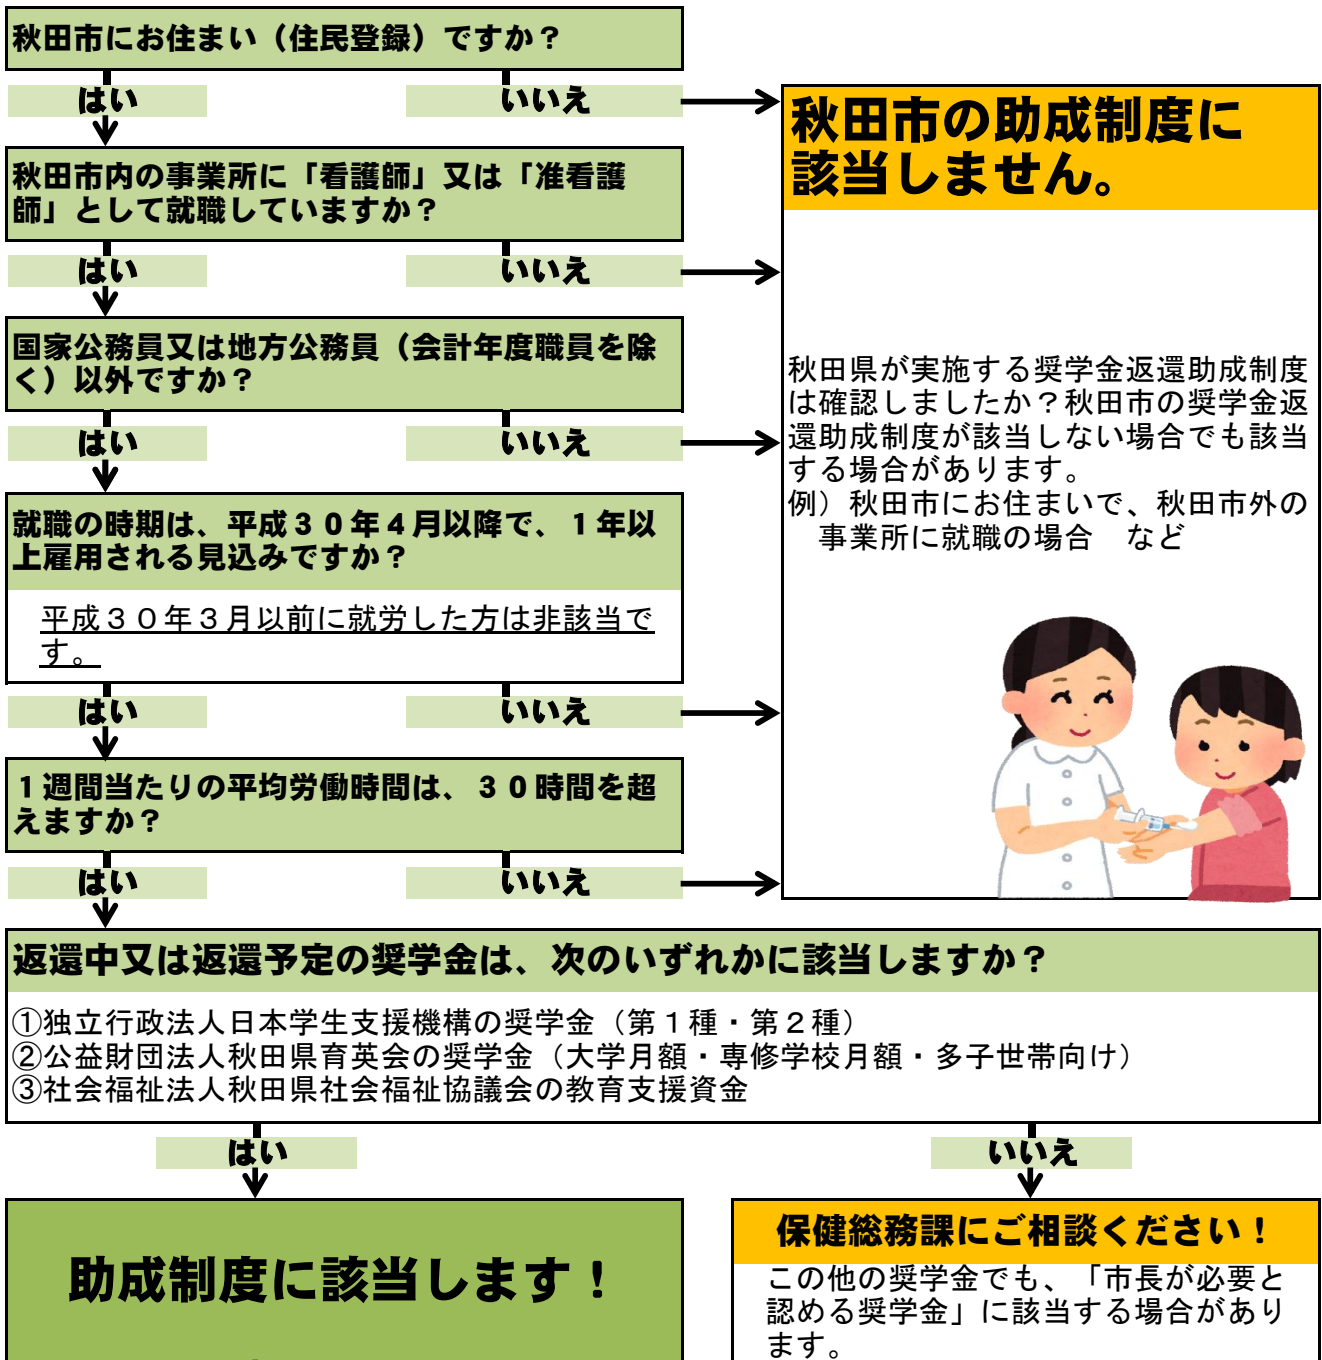 秋田市にお住まい（住民登録）ですか？
はい
いいえ
秋田市内の事業所に「看護師」又は「准看護
師」として就職していますか？
はい
いいえ
国家公務員又は地方公務員（会計年度職員を除
く）以外ですか？
はい
いいえ
就職の時期は、平成３０年４月以降で、１年以
上雇用される見込みですか？
平成３０年３月以前に就労した方は非該当で
す。
はい
いいえ
１週間当たりの平均労働時間は、３０時間を超
えますか？
はい
いいえ
秋田市の助成制度に
該当しません。
秋田県が実施する奨学金返還助成制度
は確認しましたか？秋田市の奨学金返
還助成制度が該当しない場合でも該当
する場合があります。
例）秋田市にお住まいで、秋田市外の
事業所に就職の場合　など
返還中又は返還予定の奨学金は、次のいずれかに該当しますか？
①独立行政法人日本学生支援機構の奨学金（第１種・第２種）
②公益財団法人秋田県育英会の奨学金（大学月額・専修学校月額・多子世帯向け）
③社会福祉法人秋田県社会福祉協議会の教育支援資金
はい
いいえ
助成制度に該当します！
保健総務課にご相談ください！
この他の奨学金でも、「市長が必要と
認める奨学金」に該当する場合があり
ます。